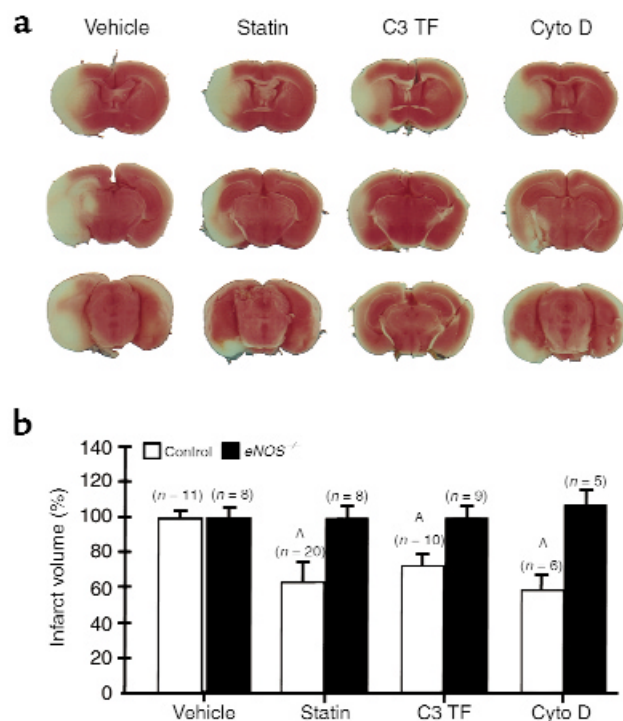 a
Vehicle Statin C3 TF Cyto D
b
Infarct volume (%)
140
120
100
80
60
40
20
0
Control eNOS⁻/⁻
(n – 11) (n = 8) (n = 8) (n = 9) (n = 5)
Λ Λ Λ
(n – 20) (n – 10) (n – 6)
Vehicle Statin C3 TF Cyto D